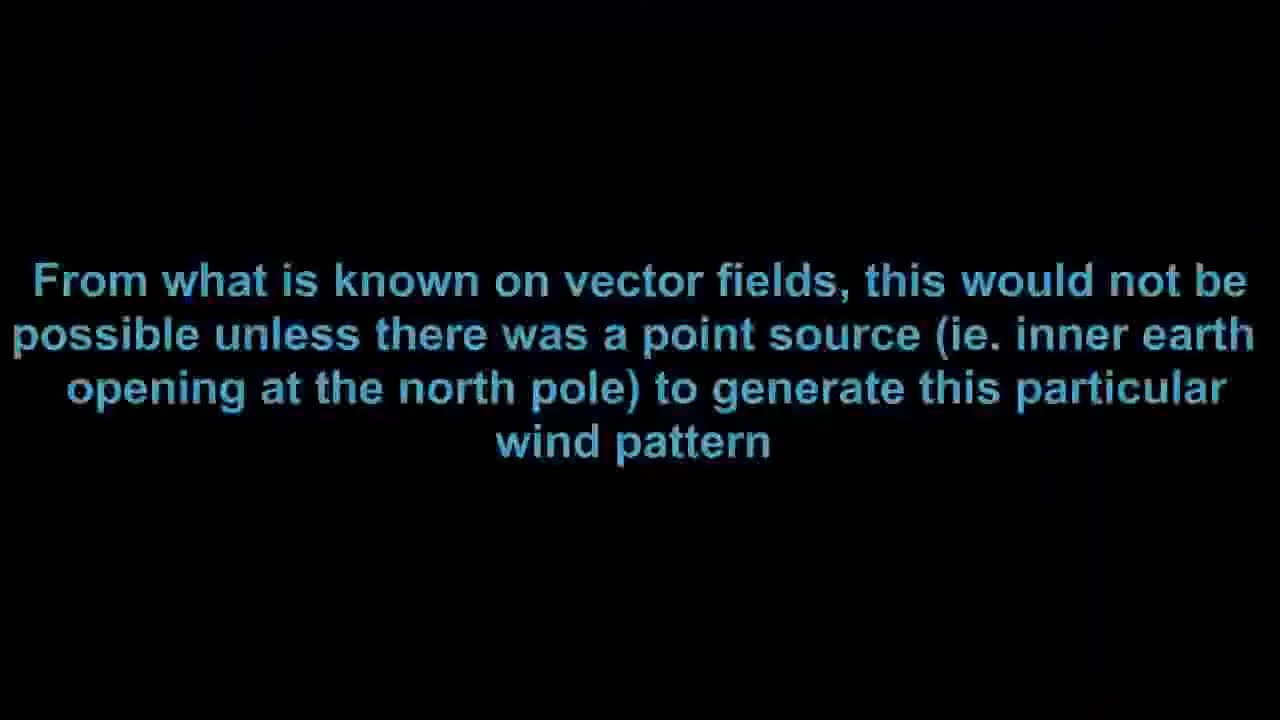 From what is known on vector fields, this would not be
possible unless there was a point source (ie. inner earth
opening at the north pole) to generate this particular
wind pattern